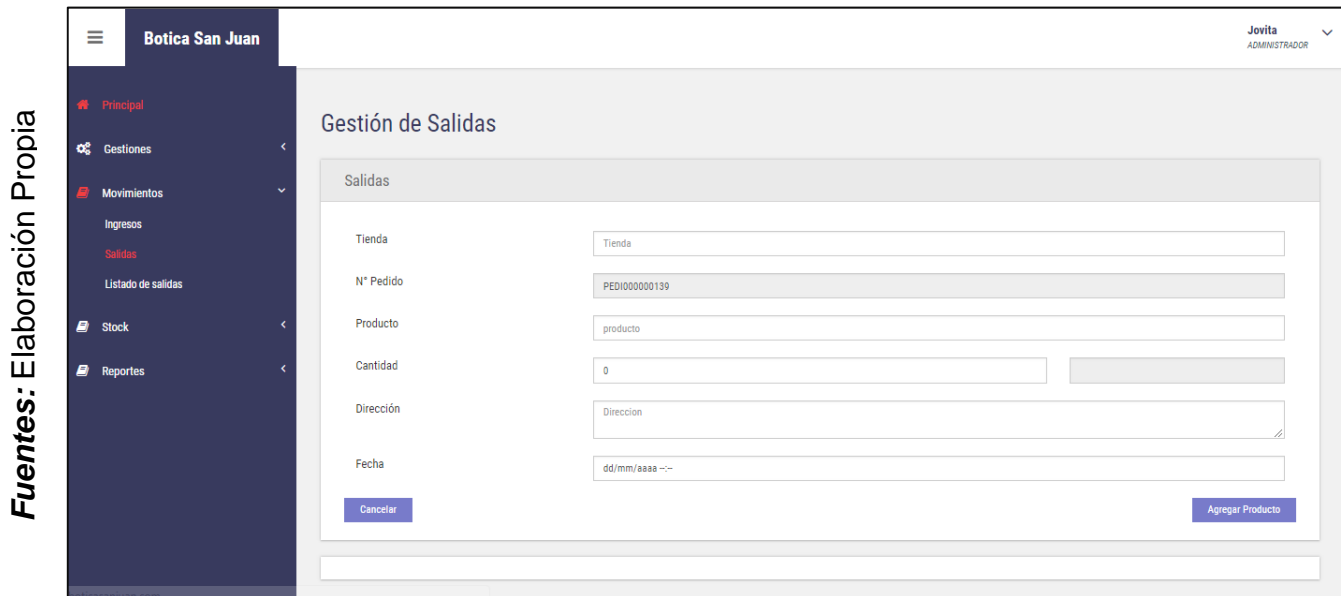 Fuentes: Elaboración Propia
Botica San Juan
Jovita
ADMINISTRADOR
Principal
Gestiones
Movimientos
Ingresos
Salidas
Listado de salidas
Stock
Reportes
Gestión de Salidas
Salidas
Tienda
Tienda
N° Pedido
PEDI000000139
Producto
producto
Cantidad
0
Dirección
Direccion
Fecha
dd/mm/aaaa --:--
Cancelar
Agregar Producto